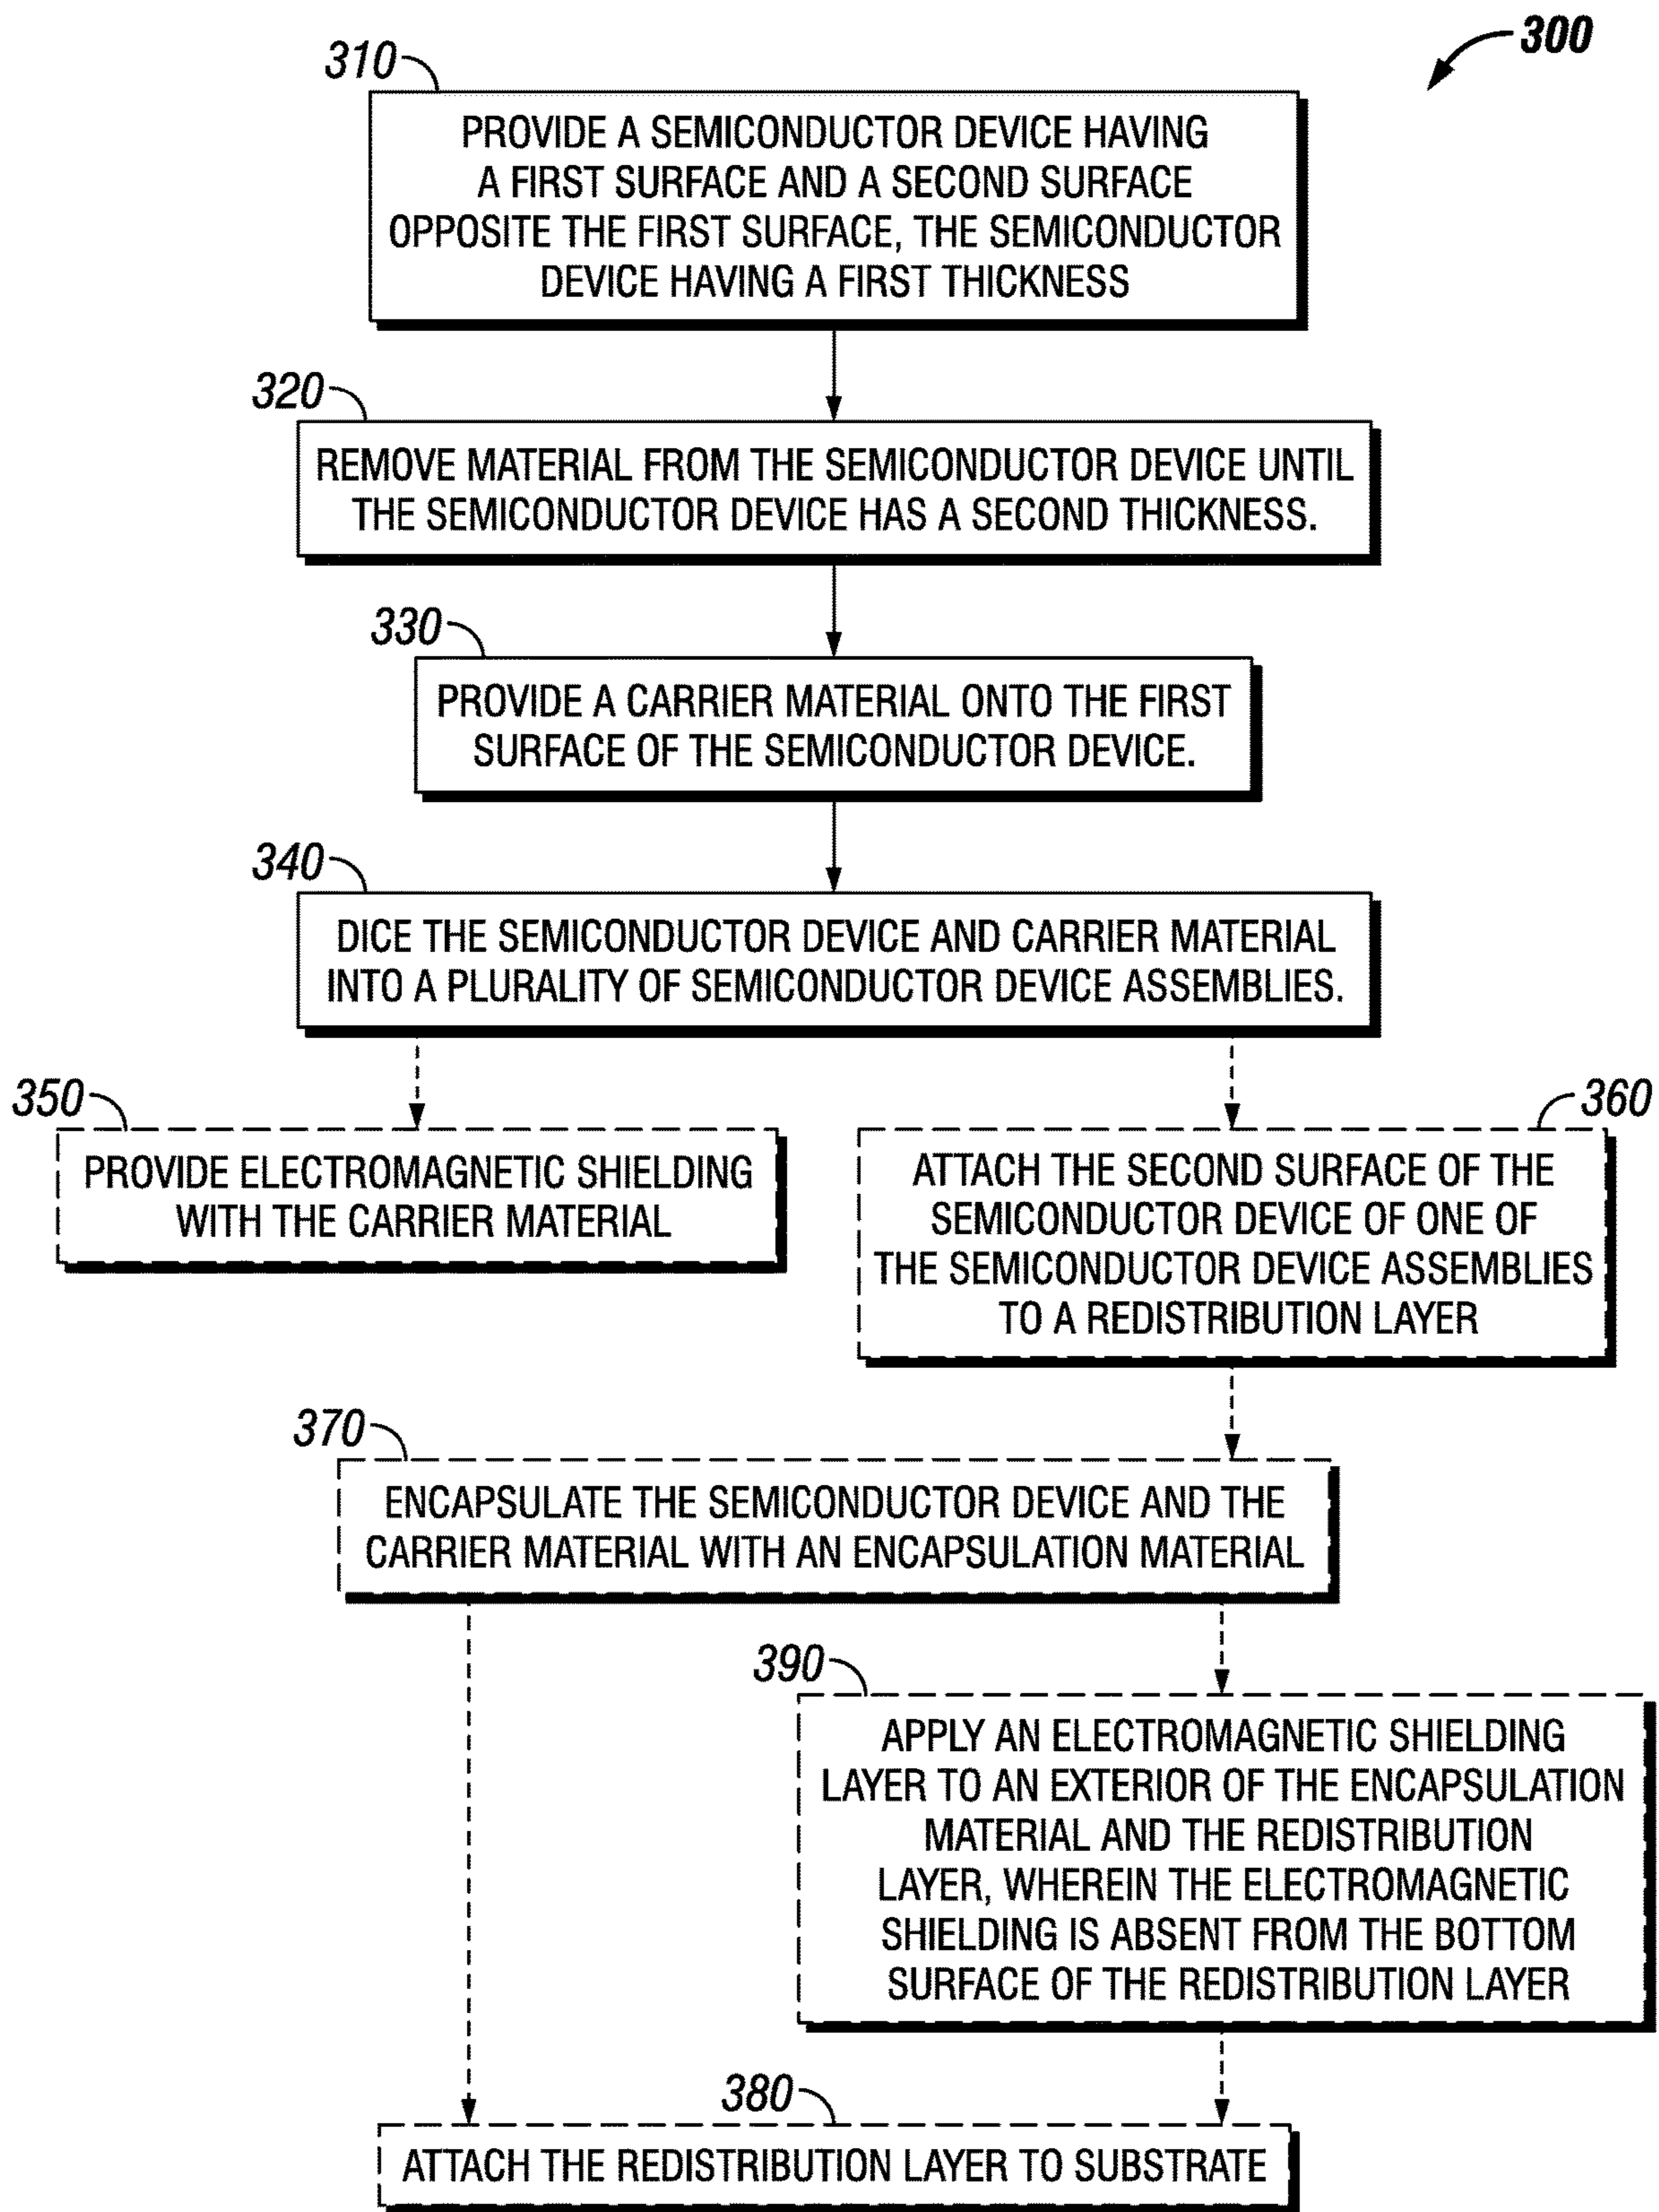 300
310
PROVIDE A SEMICONDUCTOR DEVICE HAVING
A FIRST SURFACE AND A SECOND SURFACE
OPPOSITE THE FIRST SURFACE, THE SEMICONDUCTOR
DEVICE HAVING A FIRST THICKNESS
320
REMOVE MATERIAL FROM THE SEMICONDUCTOR DEVICE UNTIL
THE SEMICONDUCTOR DEVICE HAS A SECOND THICKNESS.
330
PROVIDE A CARRIER MATERIAL ONTO THE FIRST
SURFACE OF THE SEMICONDUCTOR DEVICE.
340
DICE THE SEMICONDUCTOR DEVICE AND CARRIER MATERIAL
INTO A PLURALITY OF SEMICONDUCTOR DEVICE ASSEMBLIES.
350
PROVIDE ELECTROMAGNETIC SHIELDING
WITH THE CARRIER MATERIAL
360
ATTACH THE SECOND SURFACE OF THE
SEMICONDUCTOR DEVICE OF ONE OF
THE SEMICONDUCTOR DEVICE ASSEMBLIES
TO A REDISTRIBUTION LAYER
370
ENCAPSULATE THE SEMICONDUCTOR DEVICE AND THE
CARRIER MATERIAL WITH AN ENCAPSULATION MATERIAL
390
APPLY AN ELECTROMAGNETIC SHIELDING
LAYER TO AN EXTERIOR OF THE ENCAPSULATION
MATERIAL AND THE REDISTRIBUTION
LAYER, WHEREIN THE ELECTROMAGNETIC
SHIELDING IS ABSENT FROM THE BOTTOM
SURFACE OF THE REDISTRIBUTION LAYER
380
ATTACH THE REDISTRIBUTION LAYER TO SUBSTRATE